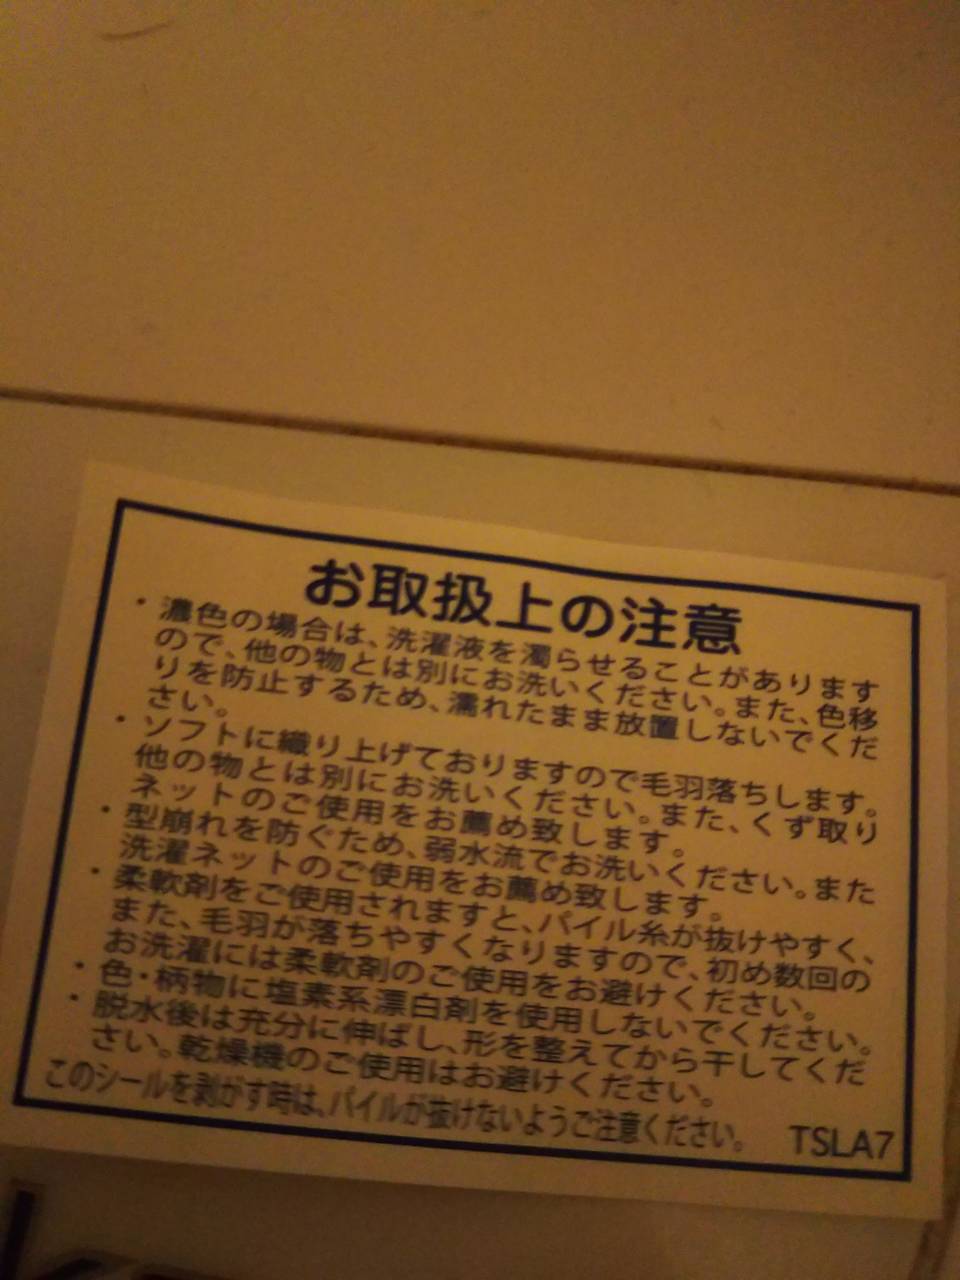 お取扱上の注意
・濃色の場合は、洗濯液を濁らせることがあります
ので、他の物とは別にお洗いください。また、色移
りを防止するため、濡れたまま放置しないでくだ
さい。
・ソフトに織り上げておりますので毛羽落ちします。
他の物とは別にお洗いください。また、くず取り
ネットのご使用をお薦め致します。
・型崩れを防ぐため、弱水流でお洗いください。また
洗濯ネットのご使用をお薦め致します。
・柔軟剤をご使用されますと、パイル糸が抜けやすく、
また、毛羽が落ちやすくなりますので、初め数回の
お洗濯には柔軟剤のご使用をお避けください。
・色・柄物に塩素系漂白剤を使用しないでください。
・脱水後は充分に伸ばし、形を整えてから干してくだ
さい。乾燥機のご使用はお避けください。
このシールを剥がす時は、パイルが抜けないようご注意ください。 TSLA7